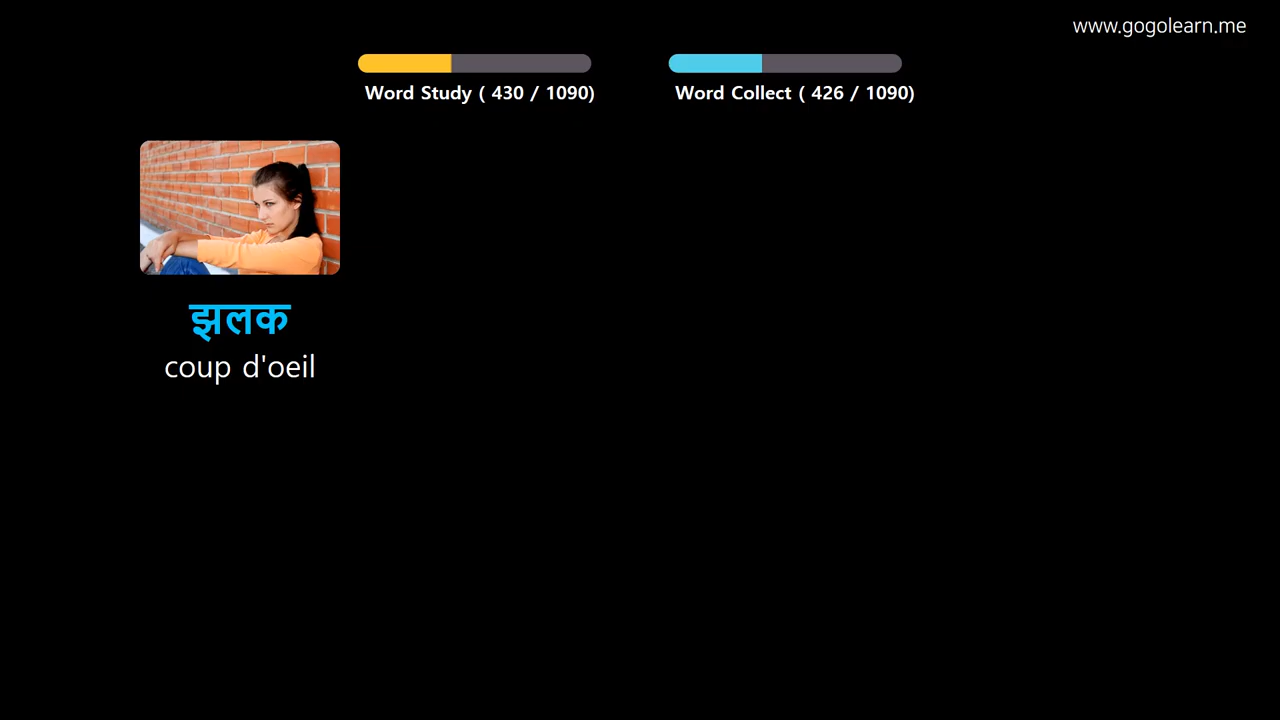 www.gogolearn.me
Word Study ( 430 / 1090)
Word Collect ( 426 / 1090)
झलक
coup d'oeil